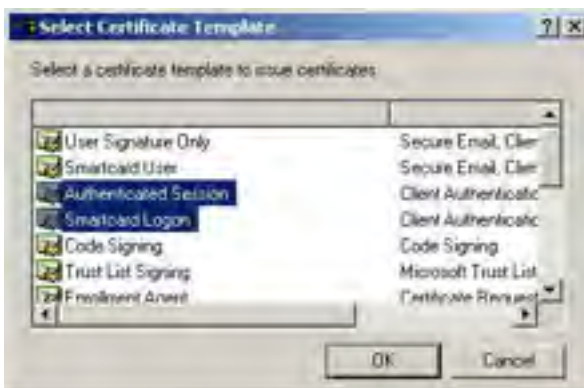 Select Certificate Template
Select a certificate template to issue certificates
User Signature Only Secure Email, Clien
Smartcard User Secure Email, Clien
Authenticated Session Client Authenticatic
Smartcard Logon Client Authenticatic
Code Signing Code Signing
Trust List Signing Microsoft Trust List
Enrollment Agent Certificate Request
OK Cancel